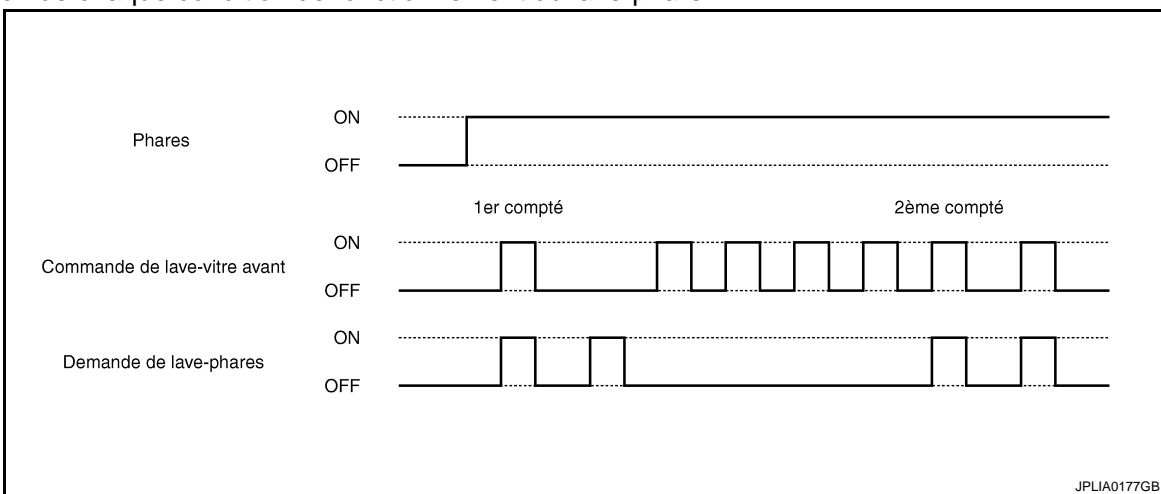 ON
Phares
OFF
1er compté 2ème compté
ON
Commande de lave-vitre avant
OFF
ON
Demande de lave-phares
OFF
JPLIA0177GB